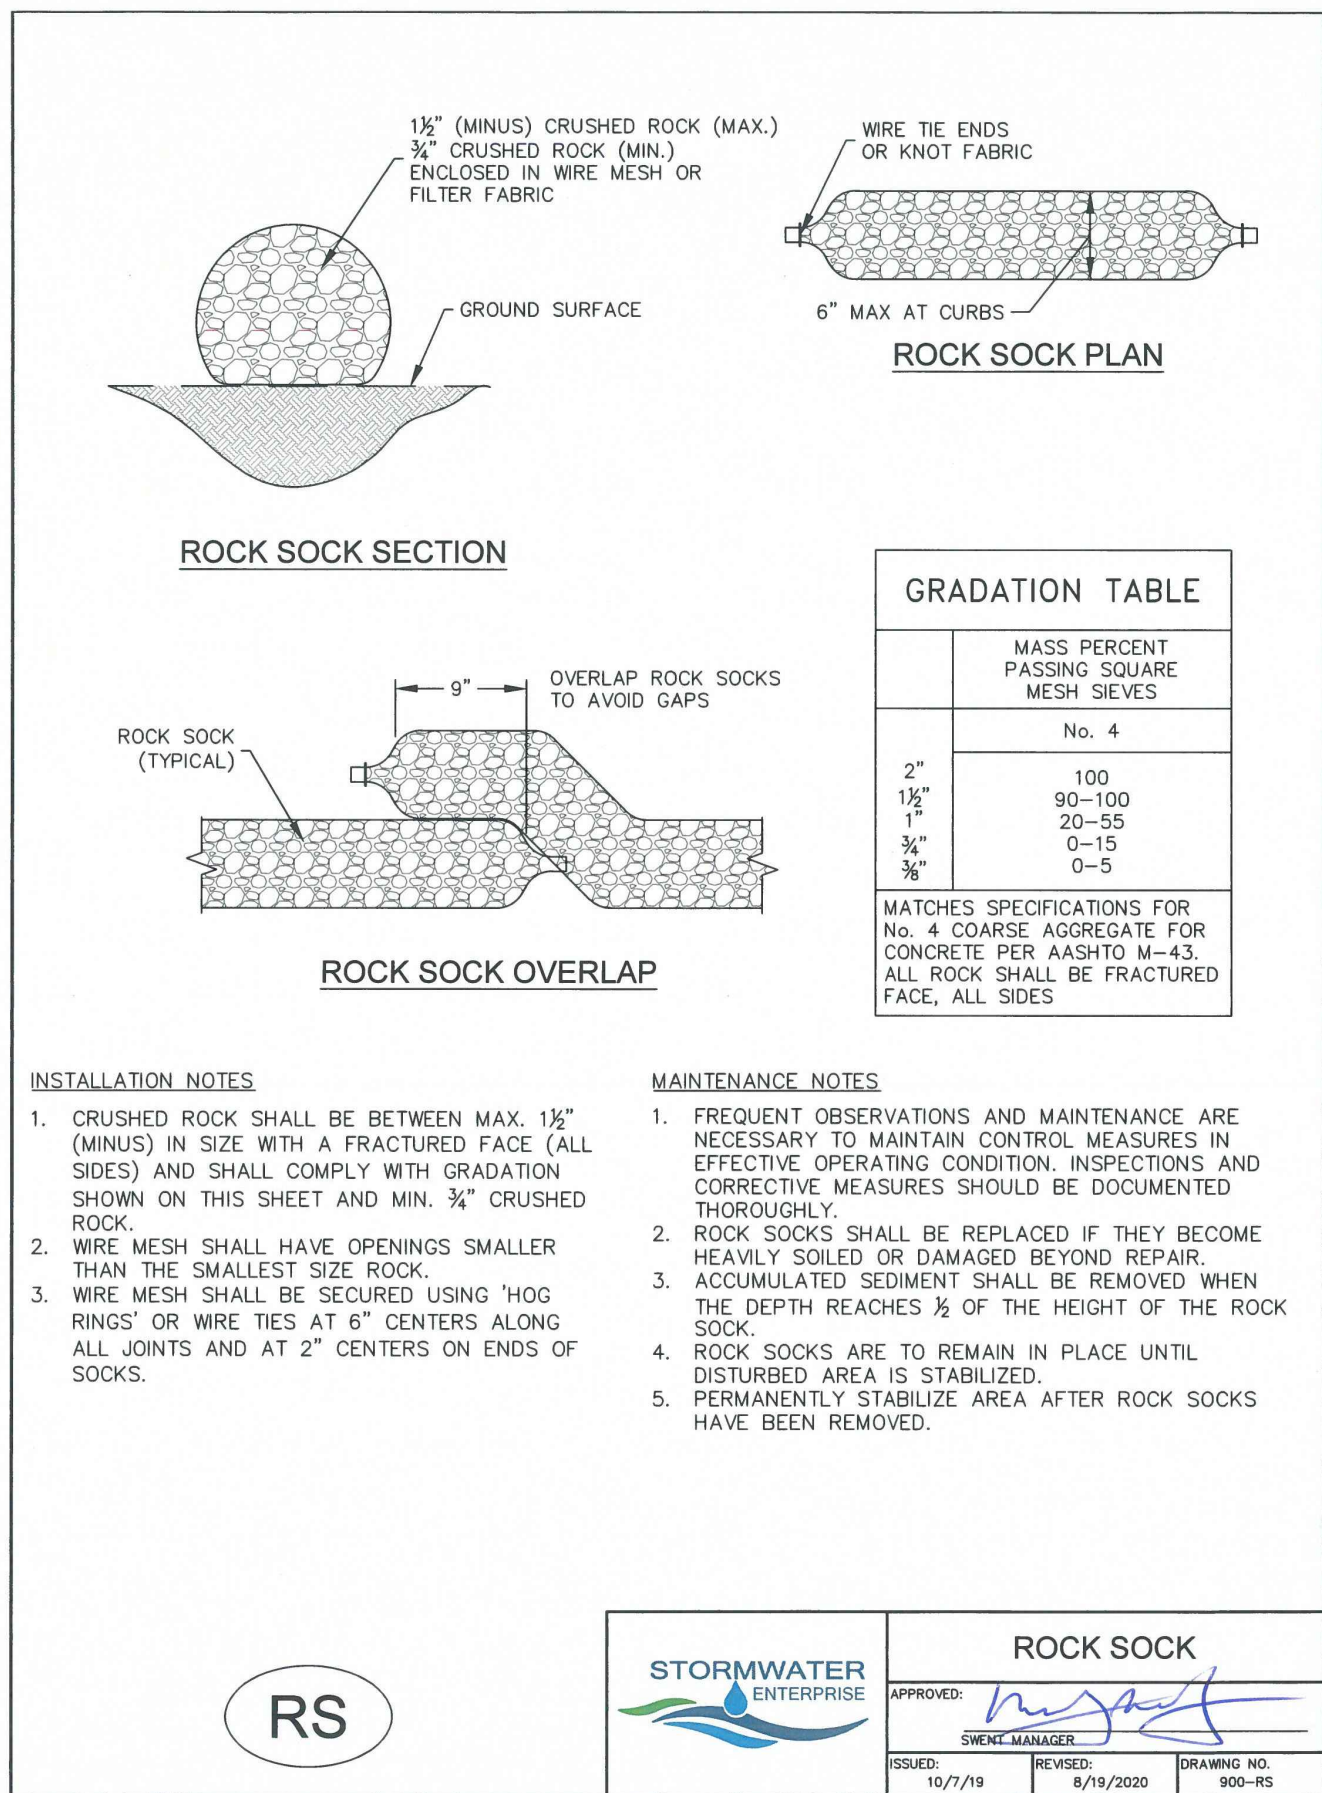 1½" (MINUS) CRUSHED ROCK (MAX.)
¾" CRUSHED ROCK (MIN.)
ENCLOSED IN WIRE MESH OR
FILTER FABRIC
GROUND SURFACE
ROCK SOCK SECTION
WIRE TIE ENDS
OR KNOT FABRIC
6" MAX AT CURBS
ROCK SOCK PLAN
9"
OVERLAP ROCK SOCKS
TO AVOID GAPS
ROCK SOCK
(TYPICAL)
ROCK SOCK OVERLAP
GRADATION TABLE
MASS PERCENT
PASSING SQUARE
MESH SIEVES
No. 4
2" 100
1½" 90-100
1" 20-55
¾" 0-15
⅜" 0-5
MATCHES SPECIFICATIONS FOR
No. 4 COARSE AGGREGATE FOR
CONCRETE PER AASHTO M-43.
ALL ROCK SHALL BE FRACTURED
FACE, ALL SIDES
INSTALLATION NOTES
1. CRUSHED ROCK SHALL BE BETWEEN MAX. 1½"
(MINUS) IN SIZE WITH A FRACTURED FACE (ALL
SIDES) AND SHALL COMPLY WITH GRADATION
SHOWN ON THIS SHEET AND MIN. ¾" CRUSHED
ROCK.
2. WIRE MESH SHALL HAVE OPENINGS SMALLER
THAN THE SMALLEST SIZE ROCK.
3. WIRE MESH SHALL BE SECURED USING 'HOG
RINGS' OR WIRE TIES AT 6" CENTERS ALONG
ALL JOINTS AND AT 2" CENTERS ON ENDS OF
SOCKS.
MAINTENANCE NOTES
1. FREQUENT OBSERVATIONS AND MAINTENANCE ARE
NECESSARY TO MAINTAIN CONTROL MEASURES IN
EFFECTIVE OPERATING CONDITION. INSPECTIONS AND
CORRECTIVE MEASURES SHOULD BE DOCUMENTED
THOROUGHLY.
2. ROCK SOCKS SHALL BE REPLACED IF THEY BECOME
HEAVILY SOILED OR DAMAGED BEYOND REPAIR.
3. ACCUMULATED SEDIMENT SHALL BE REMOVED WHEN
THE DEPTH REACHES ½ OF THE HEIGHT OF THE ROCK
SOCK.
4. ROCK SOCKS ARE TO REMAIN IN PLACE UNTIL
DISTURBED AREA IS STABILIZED.
5. PERMANENTLY STABILIZE AREA AFTER ROCK SOCKS
HAVE BEEN REMOVED.
RS
STORMWATER
ENTERPRISE
ROCK SOCK
APPROVED:
SWENT MANAGER
ISSUED:
10/7/19
REVISED:
8/19/2020
DRAWING NO.
900-RS